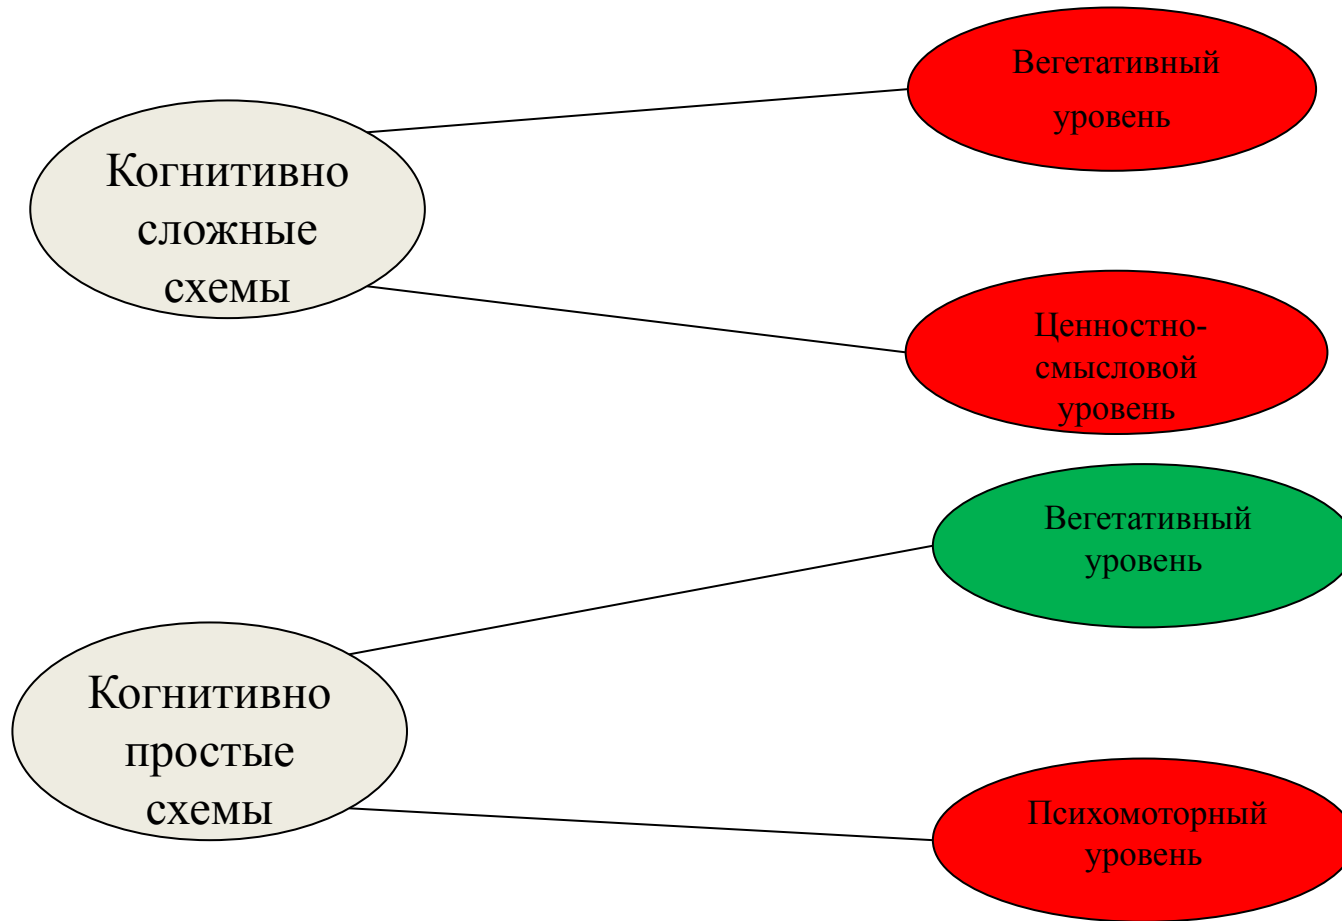 Вегетативный
уровень
Когнитивно
сложные
схемы
Ценностно-
смысловой
уровень
Вегетативный
уровень
Когнитивно
простые
схемы
Психомоторный
уровень